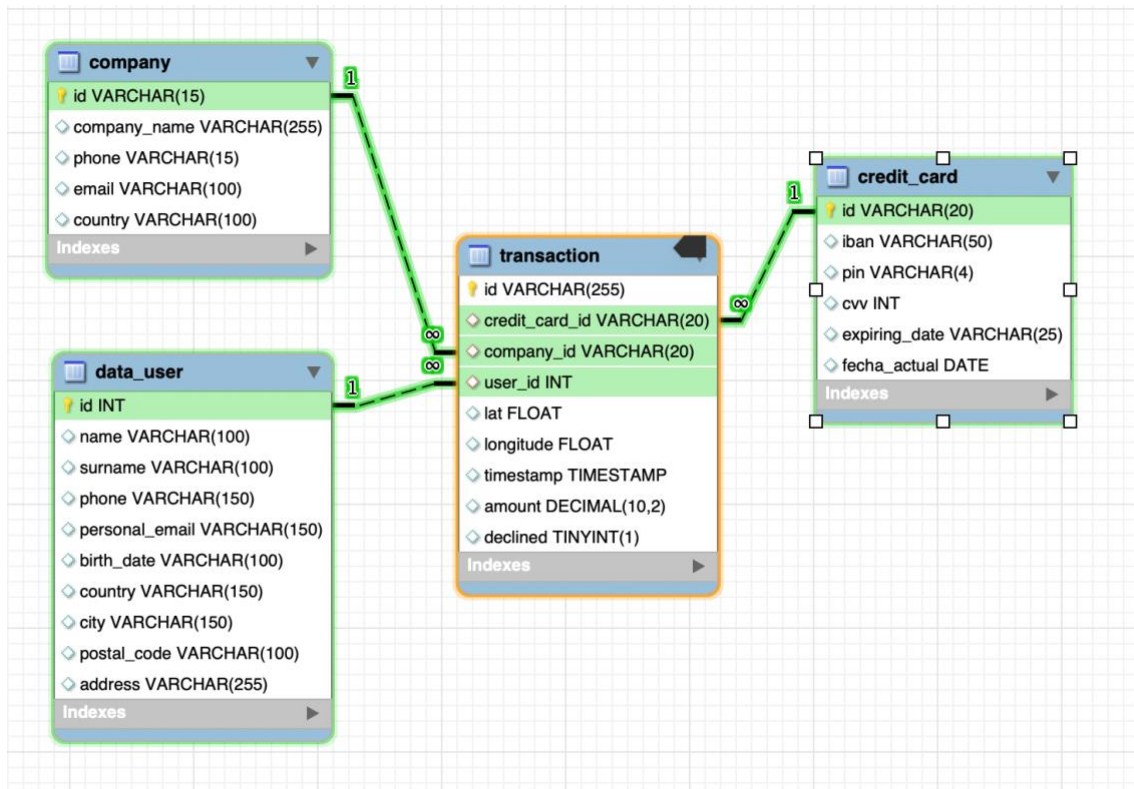 company
id VARCHAR(15)
company_name VARCHAR(255)
phone VARCHAR(15)
email VARCHAR(100)
country VARCHAR(100)
Indexes
1
∞
data_user
id INT
name VARCHAR(100)
surname VARCHAR(100)
phone VARCHAR(150)
personal_email VARCHAR(150)
birth_date VARCHAR(100)
country VARCHAR(150)
city VARCHAR(150)
postal_code VARCHAR(100)
address VARCHAR(255)
Indexes
1
∞
transaction
id VARCHAR(255)
credit_card_id VARCHAR(20)
company_id VARCHAR(20)
user_id INT
lat FLOAT
longitude FLOAT
timestamp TIMESTAMP
amount DECIMAL(10,2)
declined TINYINT(1)
Indexes
∞
1
credit_card
id VARCHAR(20)
iban VARCHAR(50)
pin VARCHAR(4)
cvv INT
expiring_date VARCHAR(25)
fecha_actual DATE
Indexes